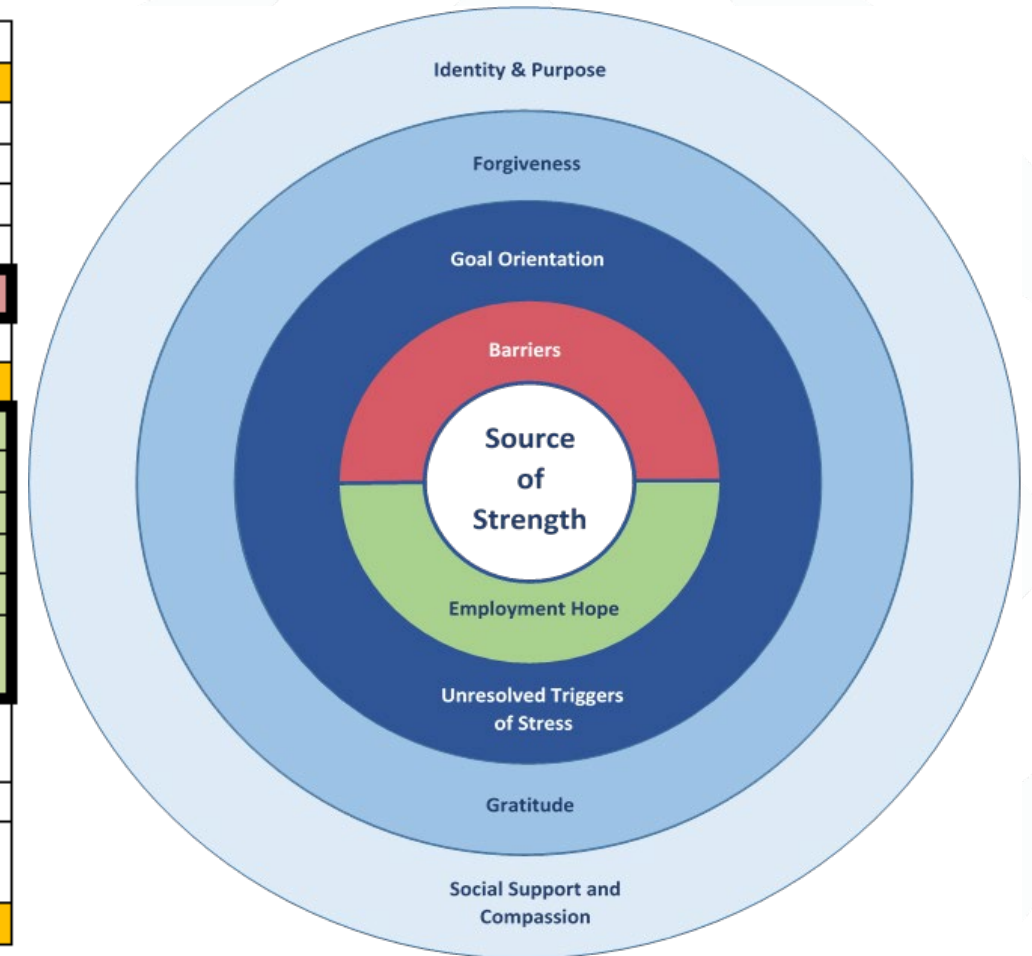 Identity & Purpose
Forgiveness
Goal Orientation
Barriers
Source
of
Strength
Employment Hope
Unresolved Triggers
of Stress
Gratitude
Social Support and
Compassion